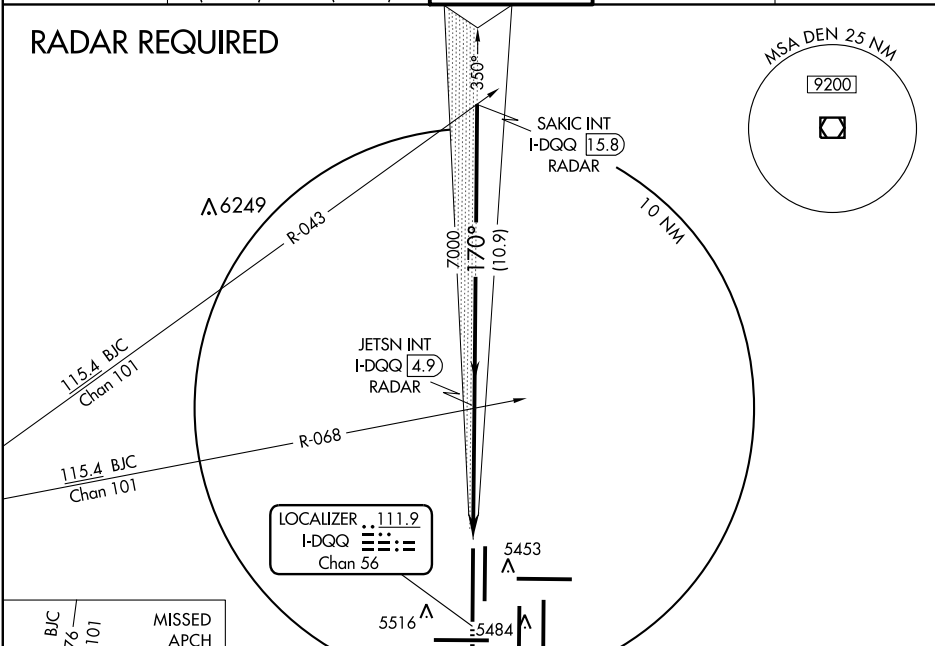 RADAR REQUIRED
MSA DEN 25 NM
9200
350°
SAKIC INT
I-DQQ 15.8
RADAR
6249
R-043
10 NM
7000
170°
(10.9)
JETSN INT
I-DQQ 4.9
RADAR
115.4 BJC
Chan 101
R-068
115.4 BJC
Chan 101
LOCALIZER 111.9
I-DQQ
Chan 56
5453
5516
5484
BJC
76
101
MISSED
APCH